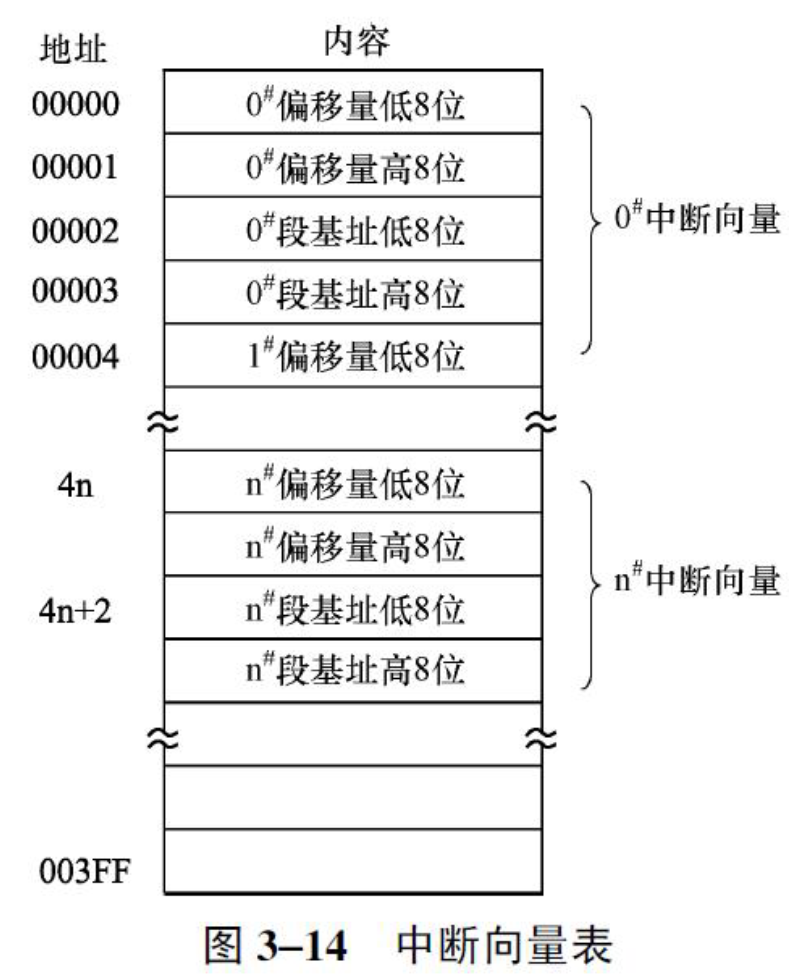 地址 内容
00000 0#偏移量低8位
00001 0#偏移量高8位
00002 0#段基址低8位
00003 0#段基址高8位
00004 1#偏移量低8位
0#中断向量
4n n#偏移量低8位
n#偏移量高8位
4n+2 n#段基址低8位
n#段基址高8位
n#中断向量
003FF
图 3–14 中断向量表